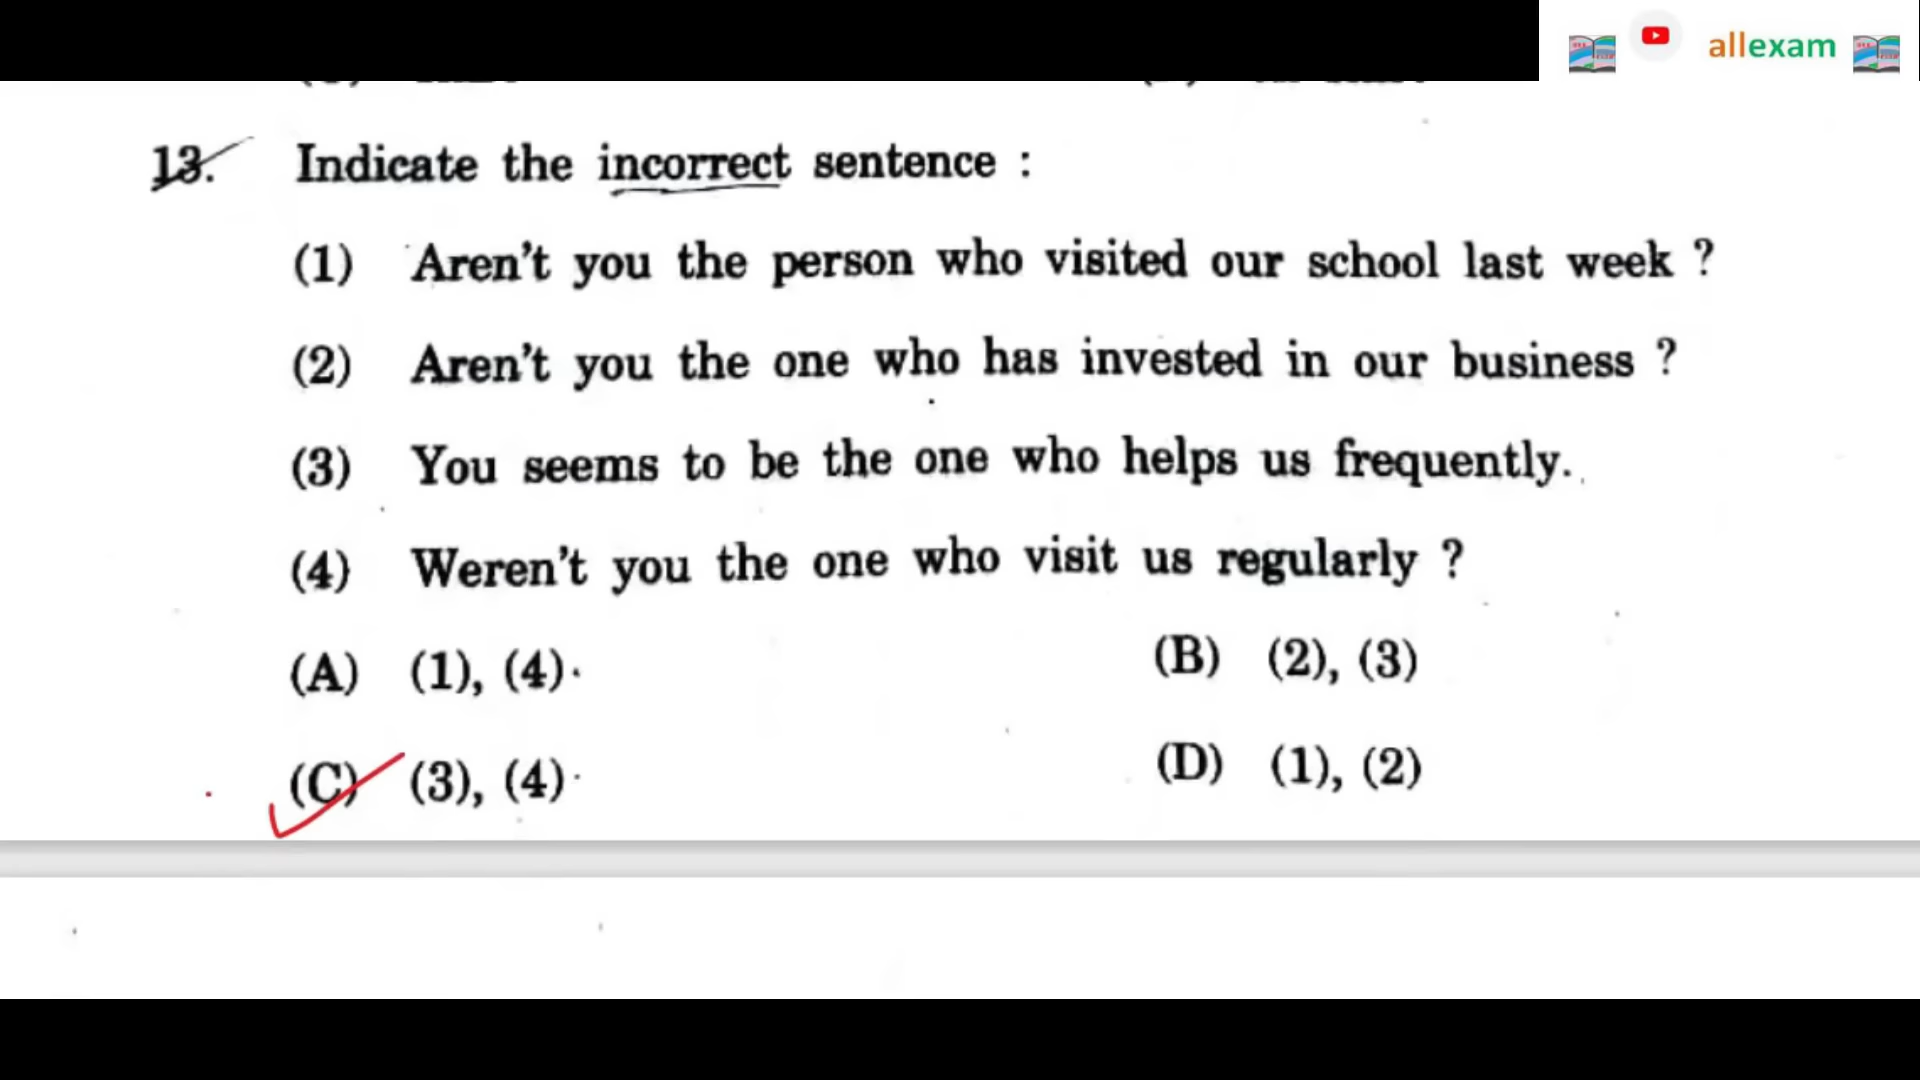 allexam
13. Indicate the incorrect sentence :
(1) Aren't you the person who visited our school last week ?
(2) Aren't you the one who has invested in our business ?
(3) You seems to be the one who helps us frequently.
(4) Weren't you the one who visit us regularly ?
(A) (1), (4) (B) (2), (3)
(C) (3), (4) (D) (1), (2)